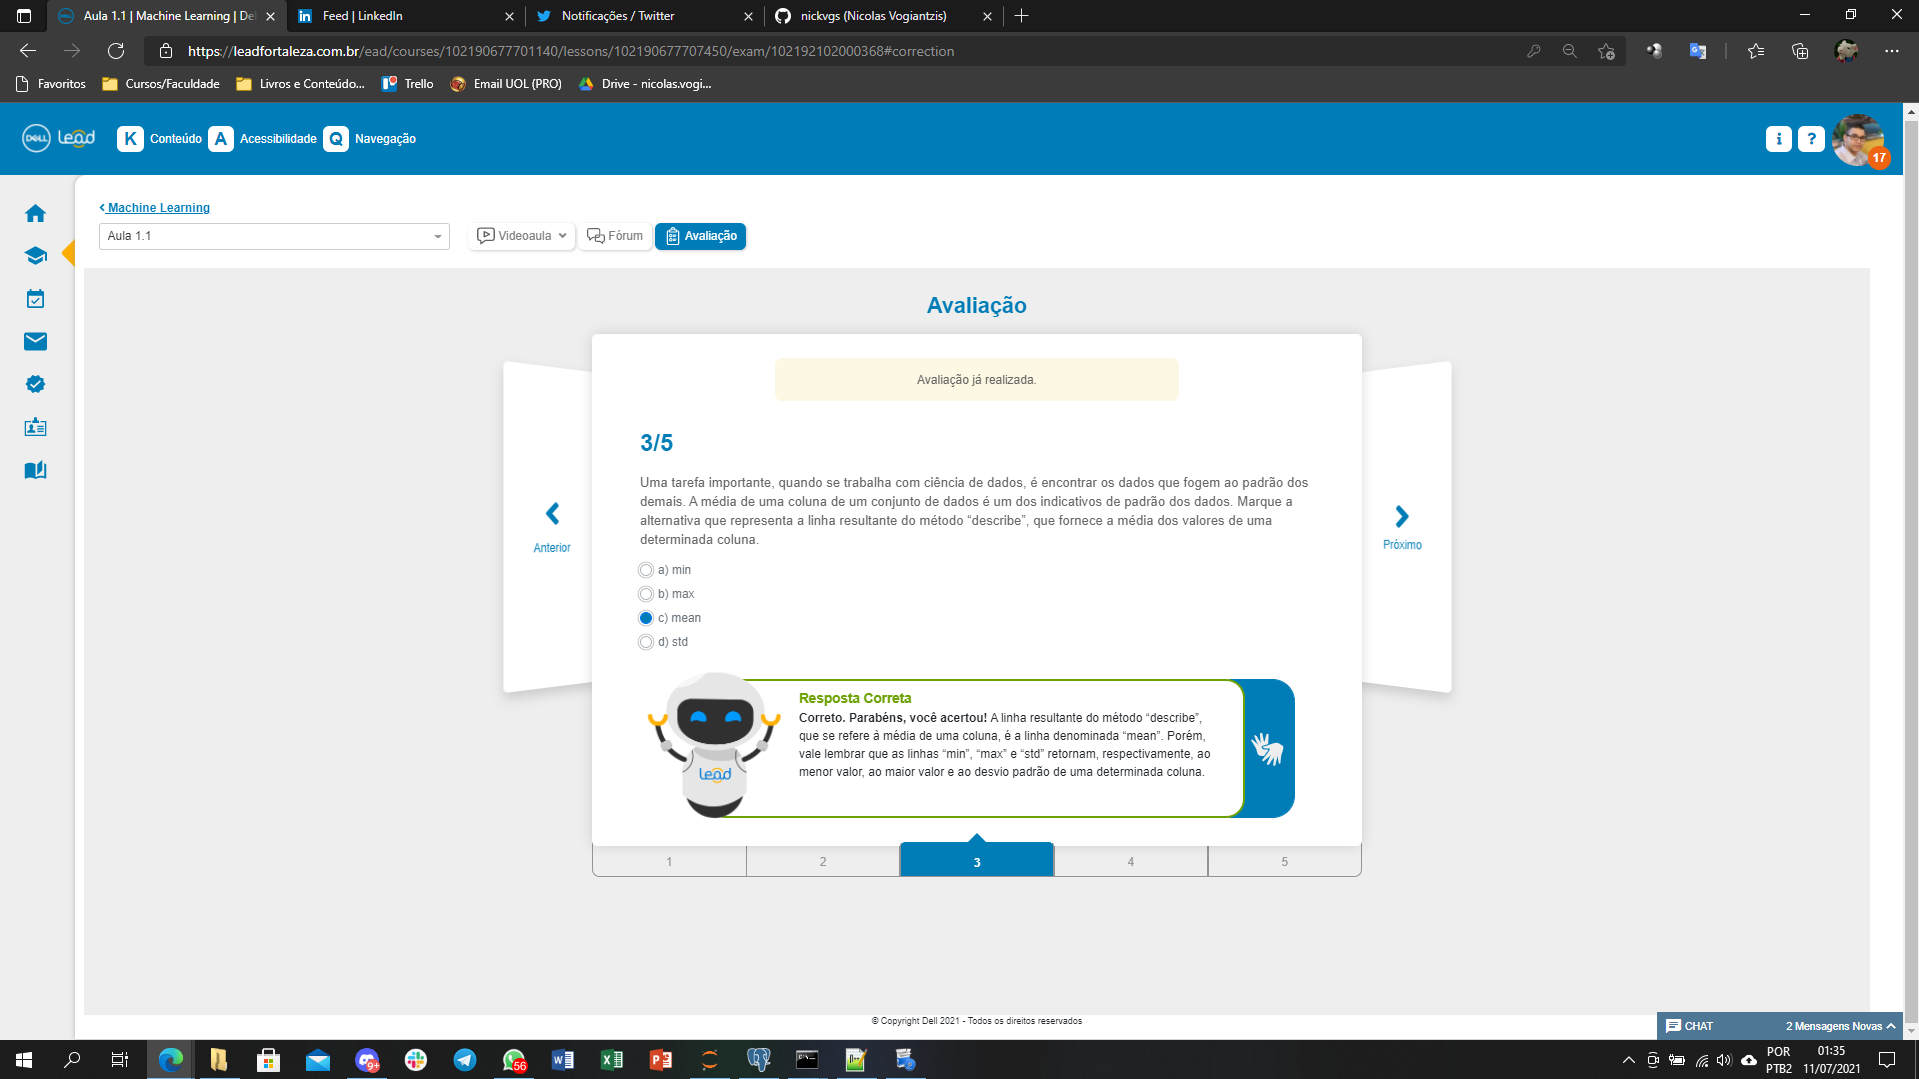 Aula 1.1 | Machine Learning | De
Feed | LinkedIn
Notificações / Twitter
nickvgs (Nicolas Vogiantzis)
https://leadfortaleza.com.br/ead/courses/102190677701140/lessons/102190677707450/exam/102192102000368#correction
Favoritos
Cursos/Faculdade
Livros e Conteúdo...
Trello
Email UOL (PRO)
Drive - nicolas.vogi...
DELL Lead
K Conteúdo
A Acessibilidade
Q Navegação
i
?
17
Machine Learning
Aula 1.1
Videoaula
Fórum
Avaliação
Avaliação
Avaliação já realizada.
3/5
Uma tarefa importante, quando se trabalha com ciência de dados, é encontrar os dados que fogem ao padrão dos
demais. A média de uma coluna de um conjunto de dados é um dos indicativos de padrão dos dados. Marque a
alternativa que representa a linha resultante do método “describe”, que fornece a média dos valores de uma
determinada coluna.
Anterior
Próximo
a) min
b) max
c) mean
d) std
Lead
Resposta Correta
Correto. Parabéns, você acertou! A linha resultante do método “describe”,
que se refere à média de uma coluna, é a linha denominada “mean”. Porém,
vale lembrar que as linhas “min”, “max” e “std” retornam, respectivamente, ao
menor valor, ao maior valor e ao desvio padrão de uma determinada coluna.
1
2
3
4
5
© Copyright Dell 2021 - Todos os direitos reservados
CHAT
2 Mensagens Novas
9+
56
POR
PTB2
01:35
11/07/2021